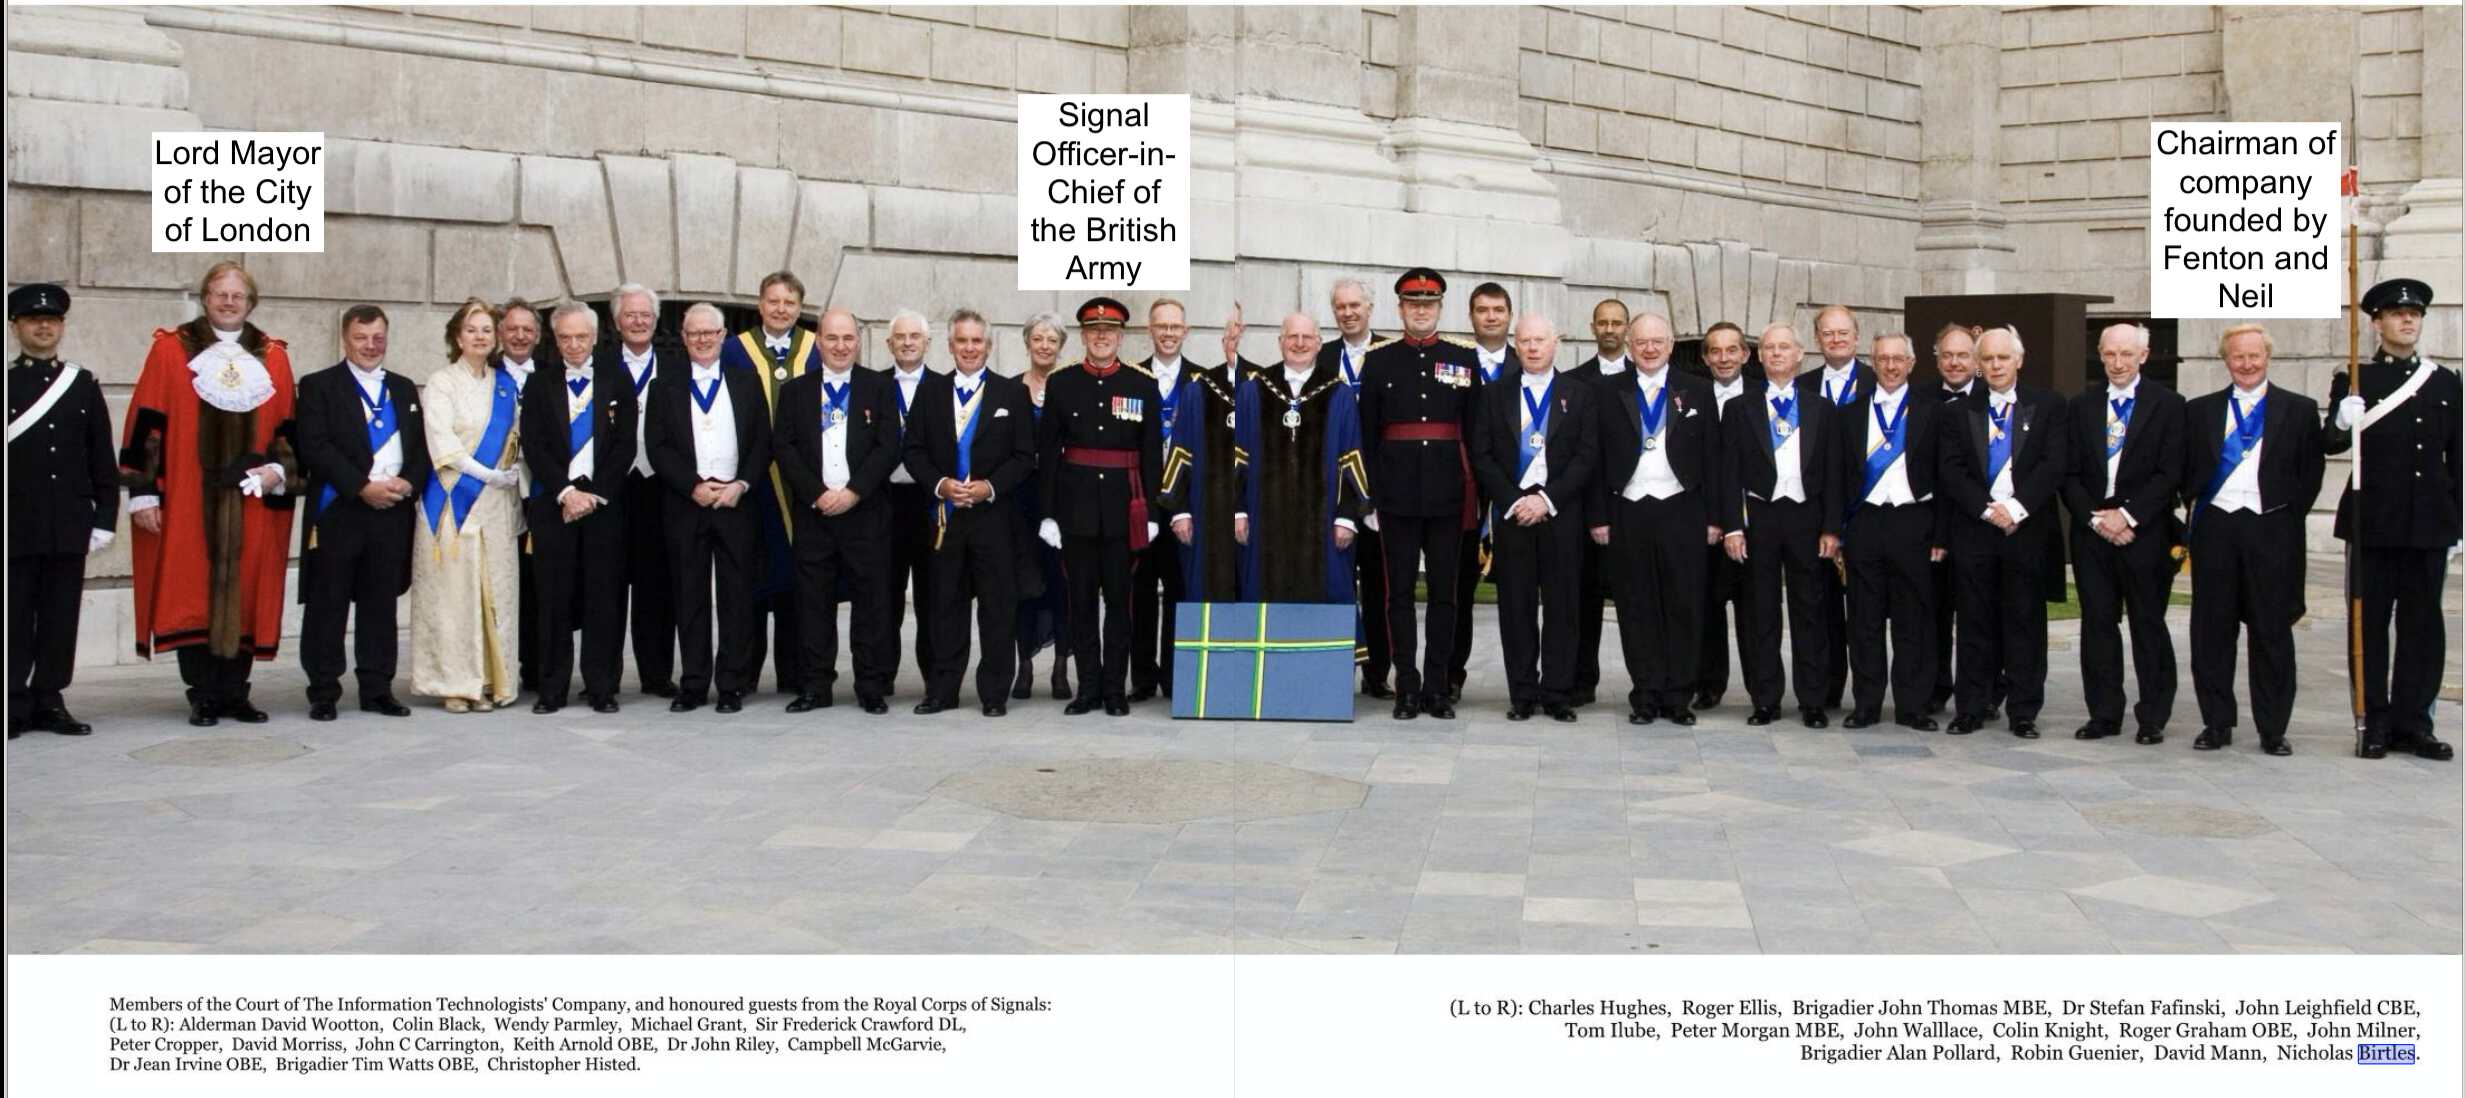 Lord Mayor
of the City
of London
Signal
Officer-in-
Chief of
the British
Army
Chairman of
company
founded by
Fenton and
Neil
Members of the Court of The Information Technologists' Company, and honoured guests from the Royal Corps of Signals:
(L to R): Alderman David Wootton, Colin Black, Wendy Parmley, Michael Grant, Sir Frederick Crawford DL,
Peter Cropper, David Morriss, John C Carrington, Keith Arnold OBE, Dr John Riley, Campbell McGarvie,
Dr Jean Irvine OBE, Brigadier Tim Watts OBE, Christopher Histed.
(L to R): Charles Hughes, Roger Ellis, Brigadier John Thomas MBE, Dr Stefan Fafinski, John Leighfield CBE,
Tom Ilube, Peter Morgan MBE, John Walllace, Colin Knight, Roger Graham OBE, John Milner,
Brigadier Alan Pollard, Robin Guenier, David Mann, Nicholas Birtles.